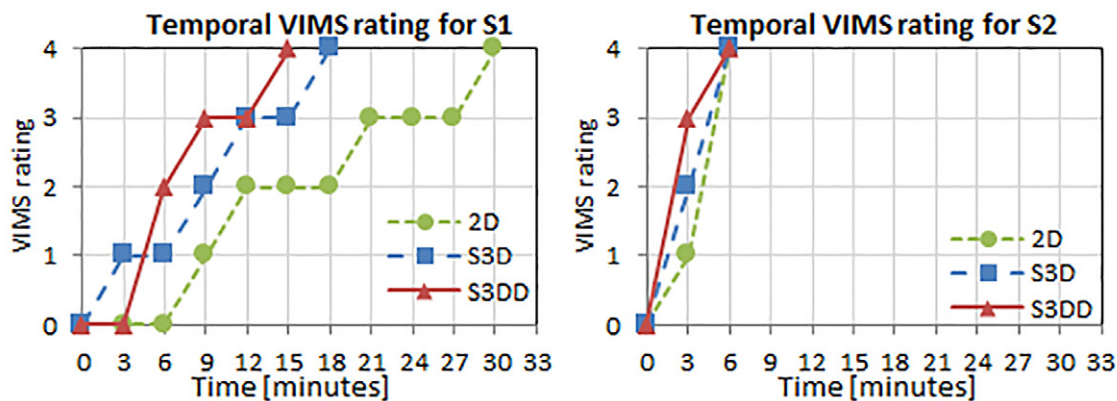 Temporal VIMS rating for S1
4
3
2
1
0
VIMS rating
2D
S3D
S3DD
0 3 6 9 12 15 18 21 24 27 30 33
Time [minutes]
Temporal VIMS rating for S2
4
3
2
1
0
VIMS rating
2D
S3D
S3DD
0 3 6 9 12 15 18 21 24 27 30 33
Time [minutes]